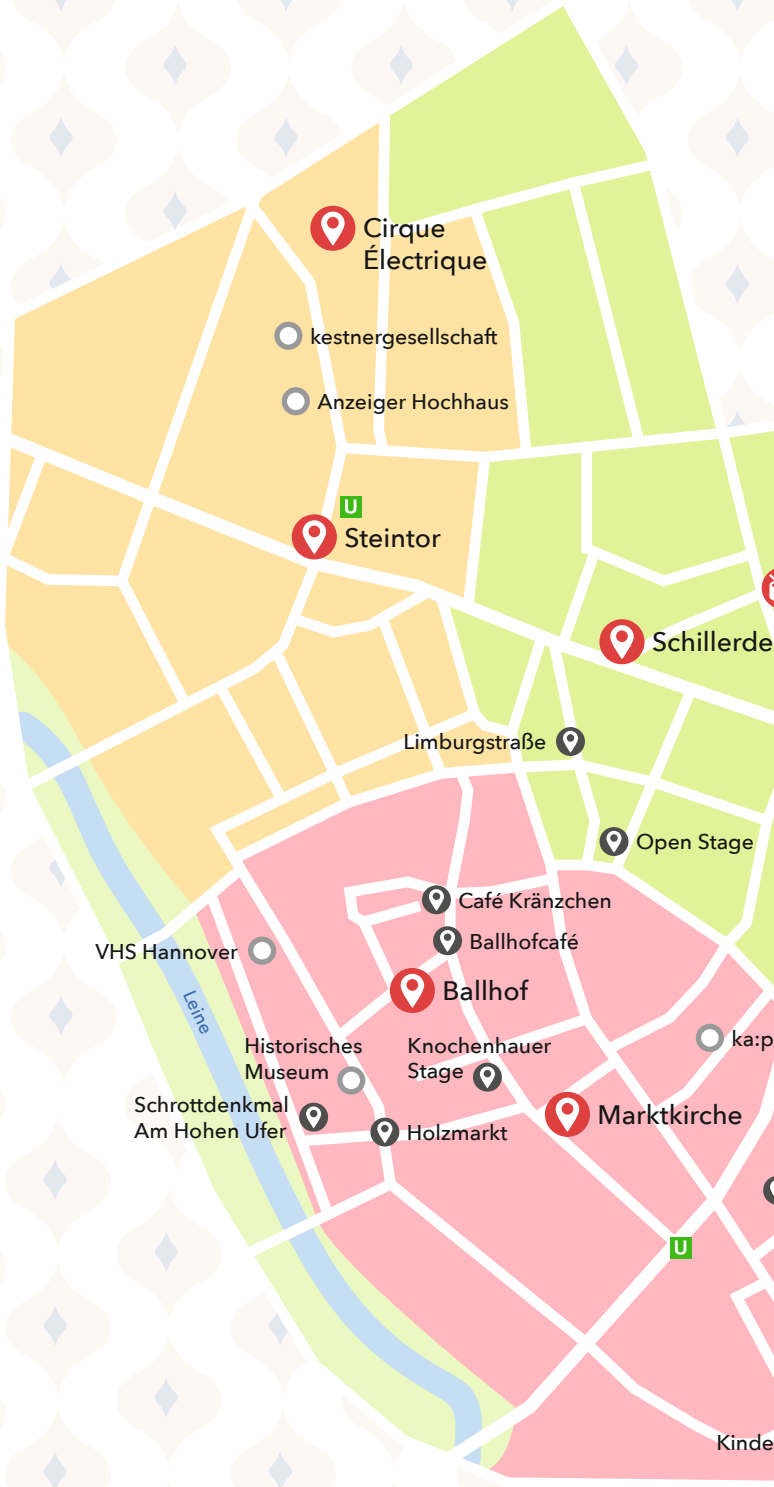 Cirque
Électrique
kestnergesellschaft
Anzeiger Hochhaus
U
Steintor
Schillerde
Limburgstraße
Open Stage
Café Kränzchen
Ballhofcafé
VHS Hannover
Ballhof
Leine
Historisches
Museum
Knochenhauer
Stage
ka:p
Schrottdenkmal
Am Hohen Ufer
Marktkirche
Holzmarkt
U
Kinde